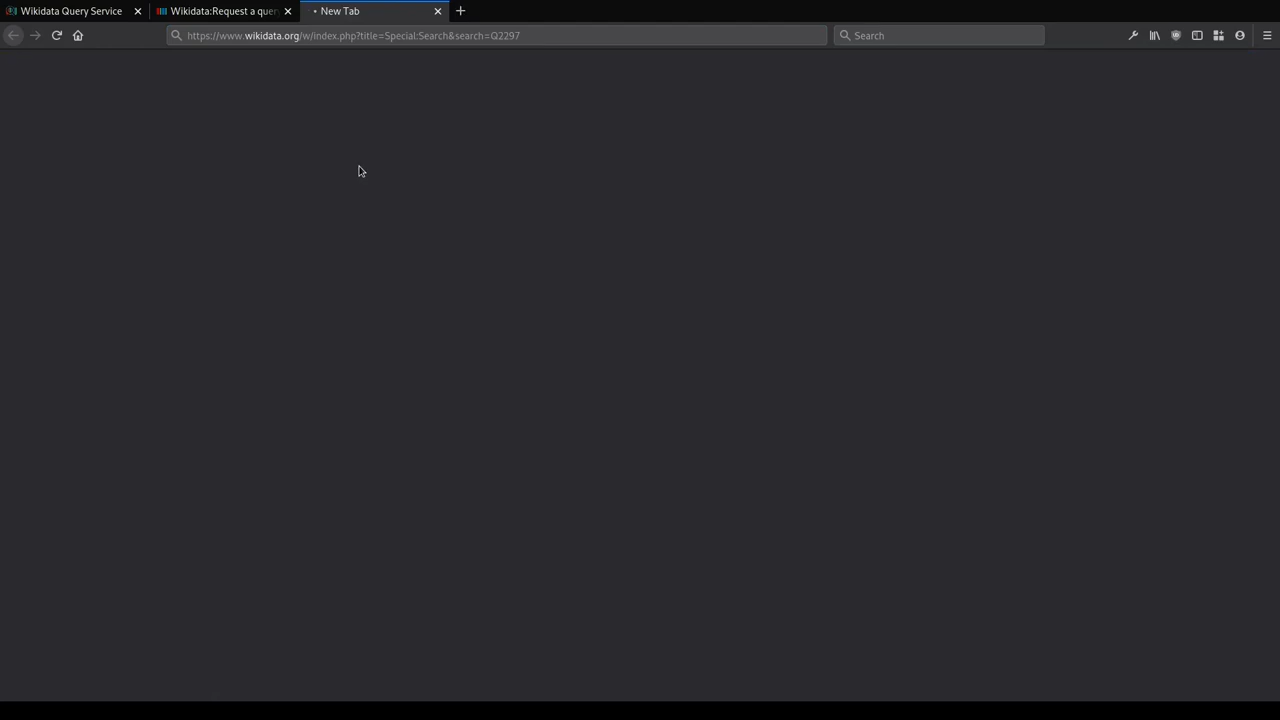 Wikidata Query Service
Wikidata:Request a quer
New Tab
https://www.wikidata.org/w/index.php?title=Special:Search&search=Q2297
Search